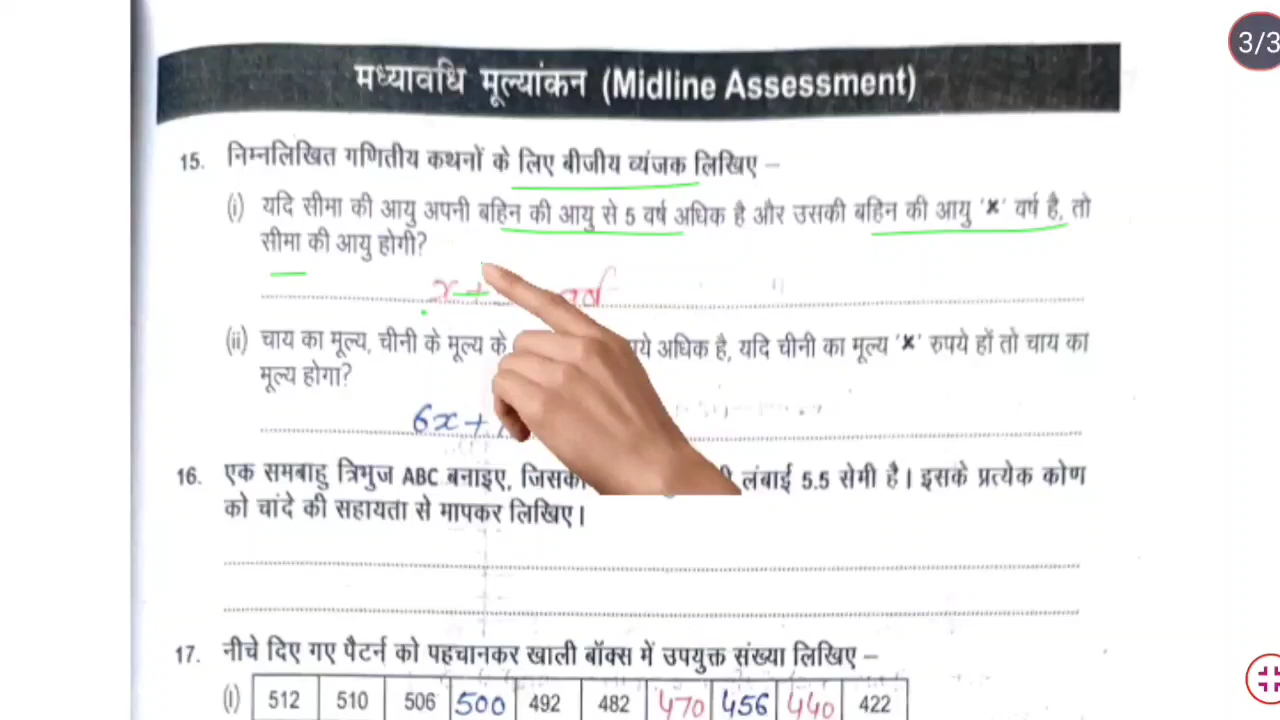 3/3
मध्यावधि मूल्यांकन (Midline Assessment)
15. निम्नलिखित गणितीय कथनों के लिए बीजीय व्यंजक लिखिए –
(i) यदि सीमा की आयु अपनी बहिन की आयु से 5 वर्ष अधिक है और उसकी बहिन की आयु 'x' वर्ष है, तो
सीमा की आयु होगी?
x +
(ii) चाय का मूल्य, चीनी के मूल्य के अधिक है, यदि चीनी का मूल्य 'x' रुपये हों तो चाय का
मूल्य होगा?
6x +
16. एक समबाहु त्रिभुज ABC बनाइए, लंबाई 5.5 सेमी है। इसके प्रत्येक कोण
को चांदे की सहायता से मापकर लिखिए।
17. नीचे दिए गए पैटर्न को पहचानकर खाली बॉक्स में उपयुक्त संख्या लिखिए –
(i) 512 510 506 500 492 482 470 456 440 422